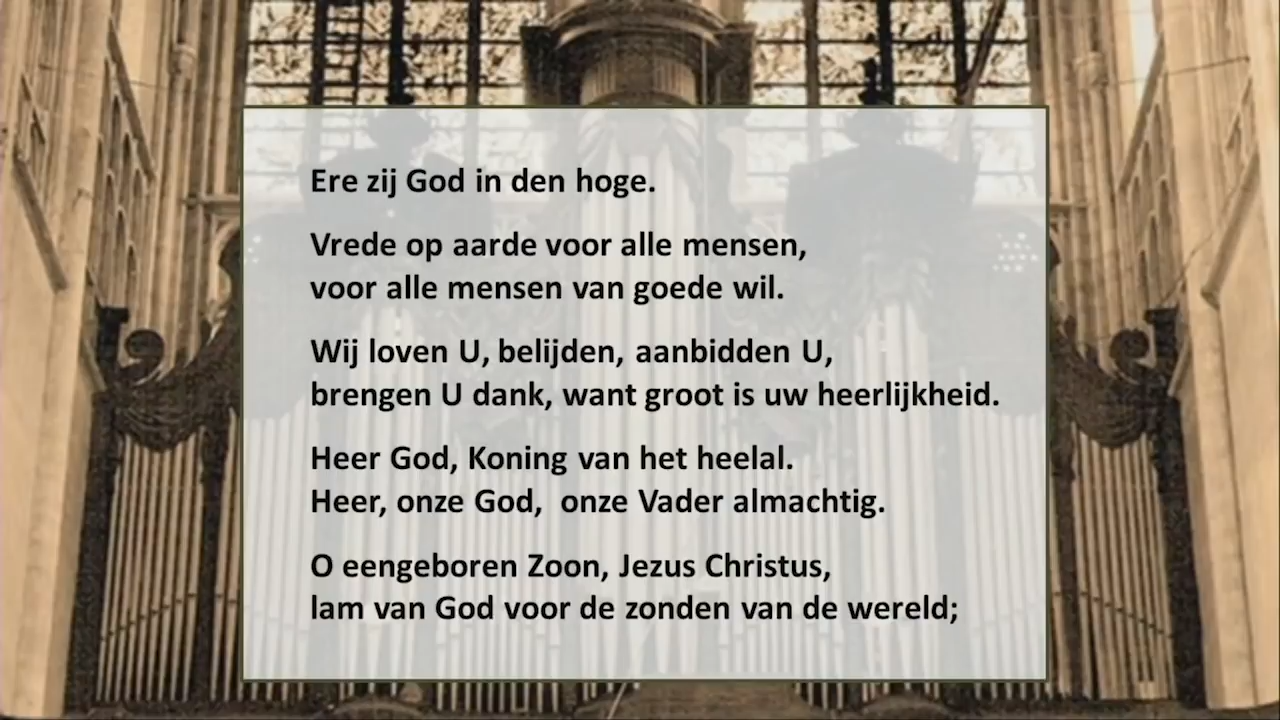 Ere zij God in den hoge.
Vrede op aarde voor alle mensen,
voor alle mensen van goede wil.
Wij loven U, belijden, aanbidden U,
brengen U dank, want groot is uw heerlijkheid.
Heer God, Koning van het heelal.
Heer, onze God,  onze Vader almachtig.
O eengeboren Zoon, Jezus Christus,
lam van God voor de zonden van de wereld;